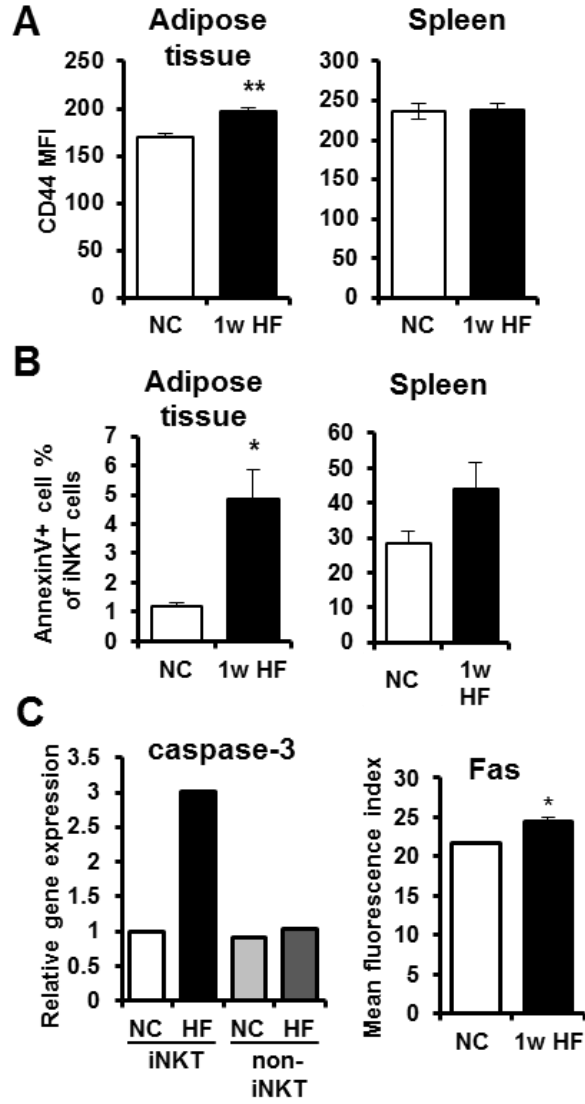 A
Adipose
tissue
Spleen
CD44 MFI
250
200
150
100
50
0
**
NC
1w HF
300
250
200
150
100
50
0
NC
1w HF
B
Adipose
tissue
Spleen
AnnexinV+ cell %
of iNKT cells
7
6
5
4
3
2
1
0
*
NC
1w HF
60
50
40
30
20
10
0
NC
1w
HF
C
caspase-3
Relative gene expression
3.5
3
2.5
2
1.5
1
0.5
0
NC HF NC HF
iNKT
non-
iNKT
Fas
Mean fluorescence index
30
25
20
15
10
5
0
*
NC
1w HF